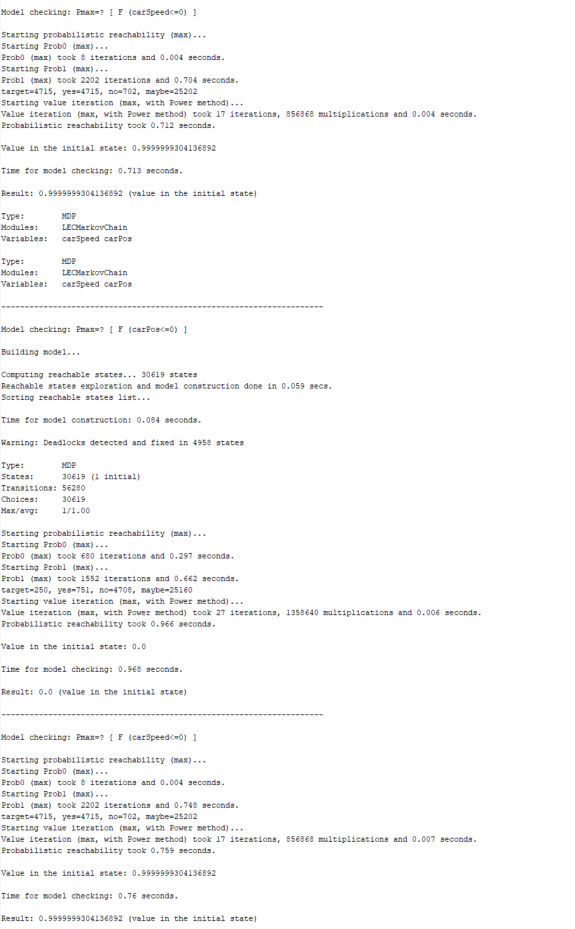 Model checking: Pmax=? [ F (carSpeed<=0) ]
Starting probabilistic reachability (max)...
Starting Prob0 (max)...
Prob0 (max) took 8 iterations and 0.004 seconds.
Starting Prob1 (max)...
Prob1 (max) took 2202 iterations and 0.704 seconds.
target=4715, yes=4715, no=702, maybe=25202
Starting value iteration (max, with Power method)...
Value iteration (max, with Power method) took 17 iterations, 856868 multiplications and 0.004 seconds.
Probabilistic reachability took 0.712 seconds.
Value in the initial state: 0.9999999304136892
Time for model checking: 0.713 seconds.
Result: 0.9999999304136892 (value in the initial state)
Type: MDP
Modules: LECMarkovChain
Variables: carSpeed carPos
Type: MDP
Modules: LECMarkovChain
Variables: carSpeed carPos
---------------------------------------------------------------------
Model checking: Pmax=? [ F (carPos<=0) ]
Building model...
Computing reachable states... 30619 states
Reachable states exploration and model construction done in 0.059 secs.
Sorting reachable states list...
Time for model construction: 0.084 seconds.
Warning: Deadlocks detected and fixed in 4958 states
Type: MDP
States: 30619 (1 initial)
Transitions: 56280
Choices: 30619
Max/avg: 1/1.00
Starting probabilistic reachability (max)...
Starting Prob0 (max)...
Prob0 (max) took 680 iterations and 0.297 seconds.
Starting Prob1 (max)...
Prob1 (max) took 1552 iterations and 0.662 seconds.
target=250, yes=751, no=4708, maybe=25160
Starting value iteration (max, with Power method)...
Value iteration (max, with Power method) took 27 iterations, 1358640 multiplications and 0.006 seconds.
Probabilistic reachability took 0.966 seconds.
Value in the initial state: 0.0
Time for model checking: 0.968 seconds.
Result: 0.0 (value in the initial state)
---------------------------------------------------------------------
Model checking: Pmax=? [ F (carSpeed<=0) ]
Starting probabilistic reachability (max)...
Starting Prob0 (max)...
Prob0 (max) took 8 iterations and 0.004 seconds.
Starting Prob1 (max)...
Prob1 (max) took 2202 iterations and 0.748 seconds.
target=4715, yes=4715, no=702, maybe=25202
Starting value iteration (max, with Power method)...
Value iteration (max, with Power method) took 17 iterations, 856868 multiplications and 0.007 seconds.
Probabilistic reachability took 0.759 seconds.
Value in the initial state: 0.9999999304136892
Time for model checking: 0.76 seconds.
Result: 0.9999999304136892 (value in the initial state)